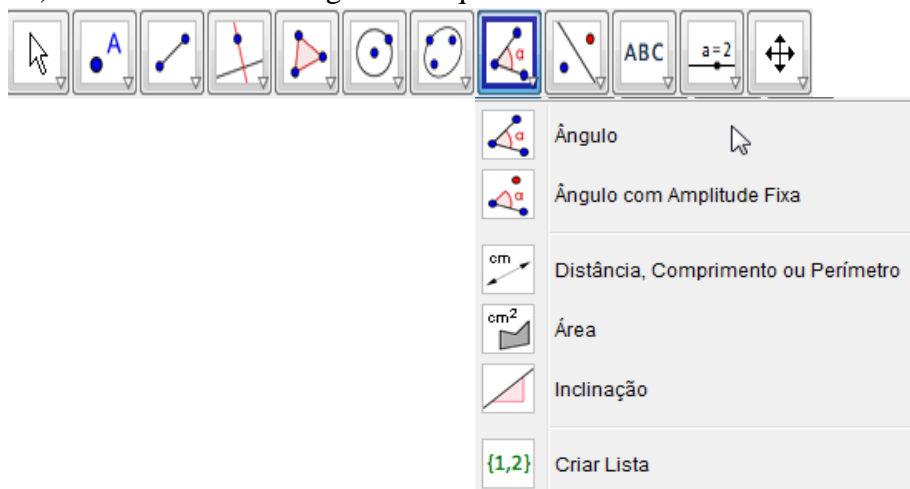 A α ABC a=2
α Ângulo
α Ângulo com Amplitude Fixa
cm Distância, Comprimento ou Perímetro
cm² Área
Inclinação
{1,2} Criar Lista